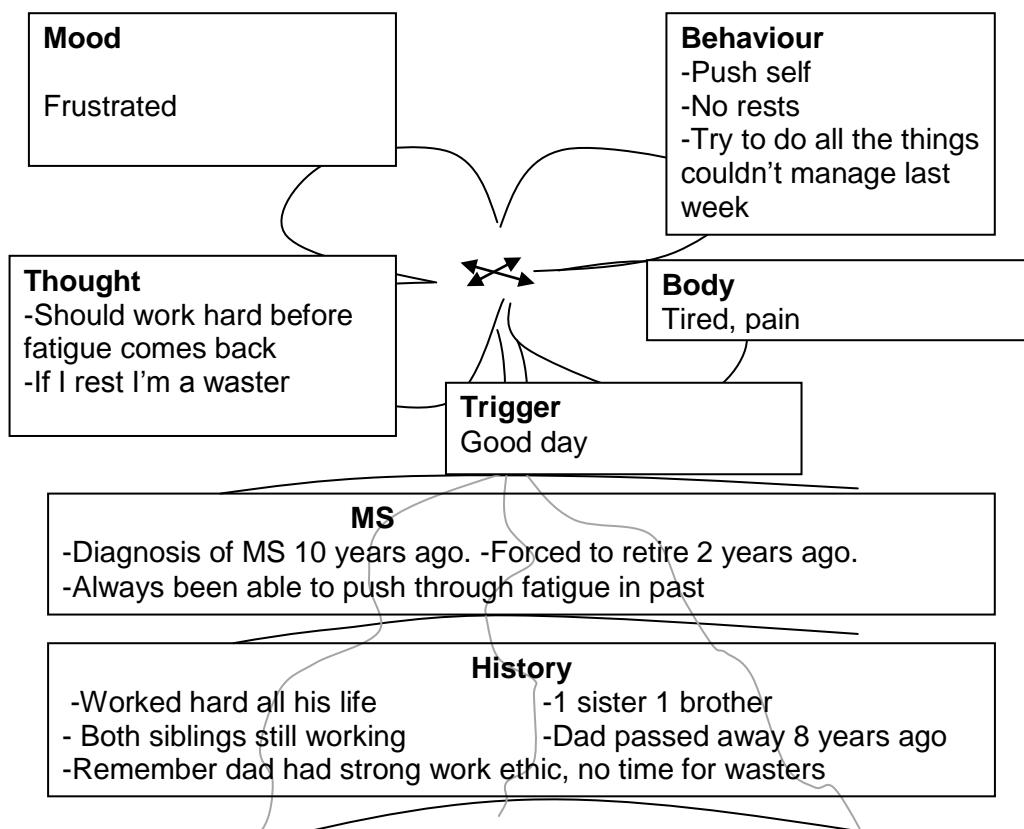 Mood
Frustrated
Behaviour
-Push self
-No rests
-Try to do all the things
couldn't manage last
week
Thought
-Should work hard before
fatigue comes back
-If I rest I'm a waster
Body
Tired, pain
Trigger
Good day
MS
-Diagnosis of MS 10 years ago. -Forced to retire 2 years ago.
-Always been able to push through fatigue in past
History
-Worked hard all his life -1 sister 1 brother
- Both siblings still working -Dad passed away 8 years ago
-Remember dad had strong work ethic, no time for wasters